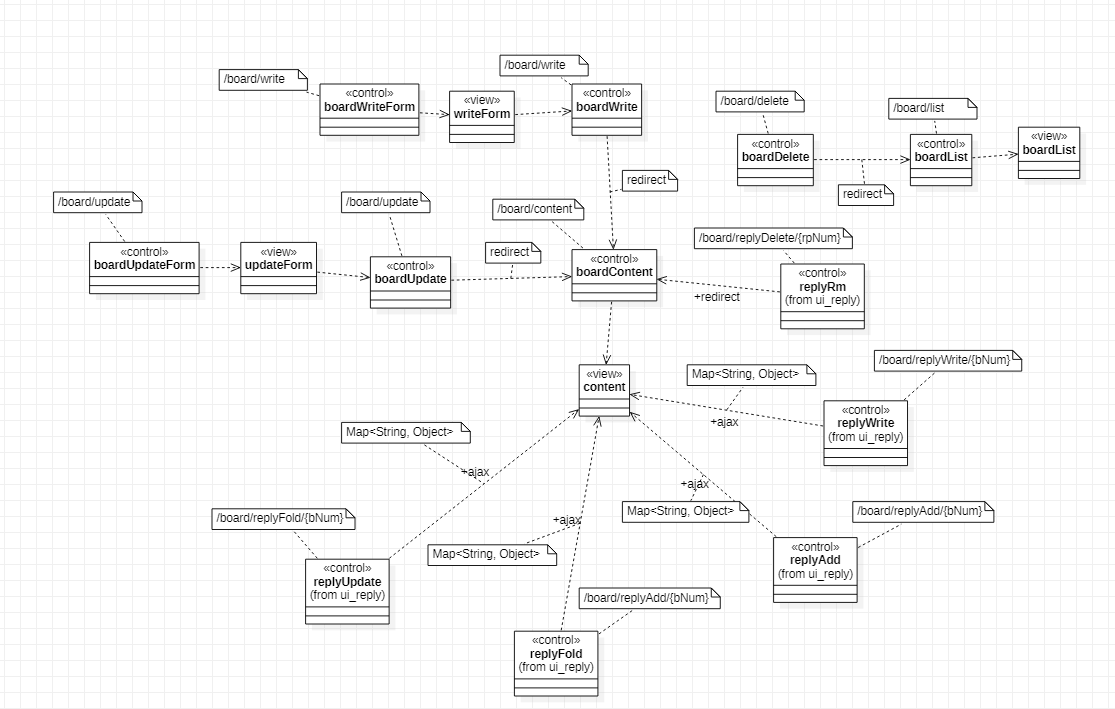 /board/write
«control»
boardWriteForm
«view»
writeForm
/board/write
«control»
boardWrite
/board/delete
«control»
boardDelete
redirect
/board/list
«control»
boardList
«view»
boardList
redirect
/board/update
«control»
boardUpdateForm
«view»
updateForm
/board/update
«control»
boardUpdate
redirect
/board/content
«control»
boardContent
/board/replyDelete/{rpNum}
«control»
replyRm
(from ui_reply)
+redirect
«view»
content
Map<String, Object>
+ajax
/board/replyWrite/{bNum}
«control»
replyWrite
(from ui_reply)
Map<String, Object>
+ajax
/board/replyFold/{bNum}
«control»
replyUpdate
(from ui_reply)
+ajax
Map<String, Object>
+ajax
Map<String, Object>
/board/replyAdd/{bNum}
«control»
replyAdd
(from ui_reply)
/board/replyAdd/{bNum}
«control»
replyFold
(from ui_reply)